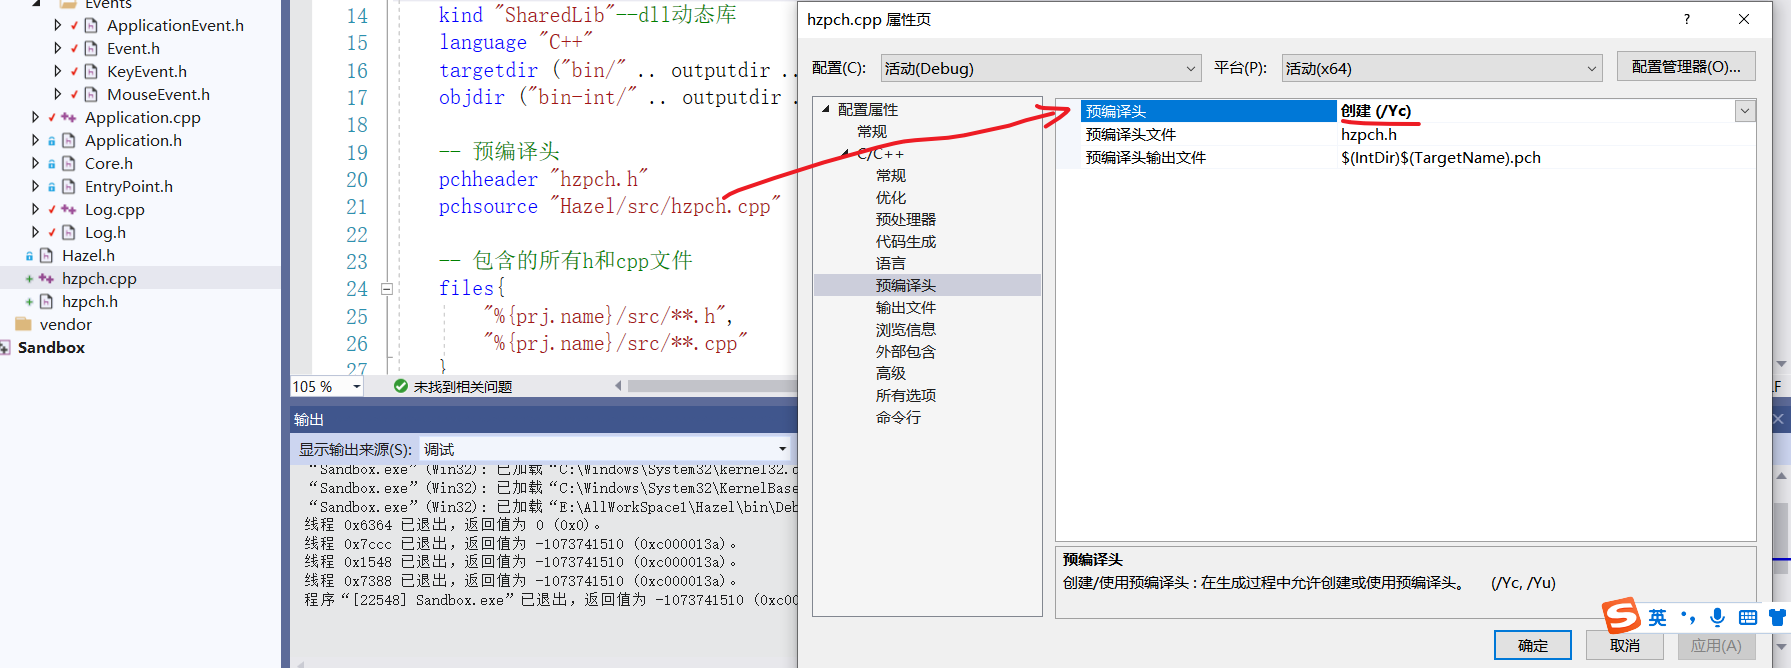 Events
ApplicationEvent.h
Event.h
KeyEvent.h
MouseEvent.h
Application.cpp
Application.h
Core.h
EntryPoint.h
Log.cpp
Log.h
Hazel.h
hzpch.cpp
hzpch.h
vendor
Sandbox
14 kind "SharedLib"--dll动态库
15 language "C++"
16 targetdir ("bin/" .. outputdir ..
17 objdir ("bin-int/" .. outputdir .
18
19 -- 预编译头
20 pchheader "hzpch.h"
21 pchsource "Hazel/src/hzpch.cpp"
22
23 -- 包含的所有h和cpp文件
24 files{
25 "%{prj.name}/src/**.h",
26 "%{prj.name}/src/**.cpp"
27 }
105 % 未找到相关问题
输出
显示输出来源(S): 调试
“Sandbox.exe”(Win32): 已加载“C:\Windows\System32\kernel32.d
“Sandbox.exe”(Win32): 已加载“C:\Windows\System32\KernelBase
“Sandbox.exe”(Win32): 已加载“E:\AllWorkSpace1\Hazel\bin\Deb
线程 0x6364 已退出，返回值为 0 (0x0)。
线程 0x7ccc 已退出，返回值为 -1073741510 (0xc000013a)。
线程 0x1548 已退出，返回值为 -1073741510 (0xc000013a)。
线程 0x7388 已退出，返回值为 -1073741510 (0xc000013a)。
程序“[22548] Sandbox.exe”已退出，返回值为 -1073741510 (0xc00
hzpch.cpp 属性页 ?
配置(C): 活动(Debug) 平台(P): 活动(x64) 配置管理器(O)...
配置属性
常规
C/C++
常规
优化
预处理器
代码生成
语言
预编译头
输出文件
浏览信息
外部包含
高级
所有选项
命令行
预编译头 创建 (/Yc)
预编译头文件 hzpch.h
预编译头输出文件 $(IntDir)$(TargetName).pch
预编译头
创建/使用预编译头 : 在生成过程中允许创建或使用预编译头。 (/Yc, /Yu)
确定 取消 应用(A)
S 英